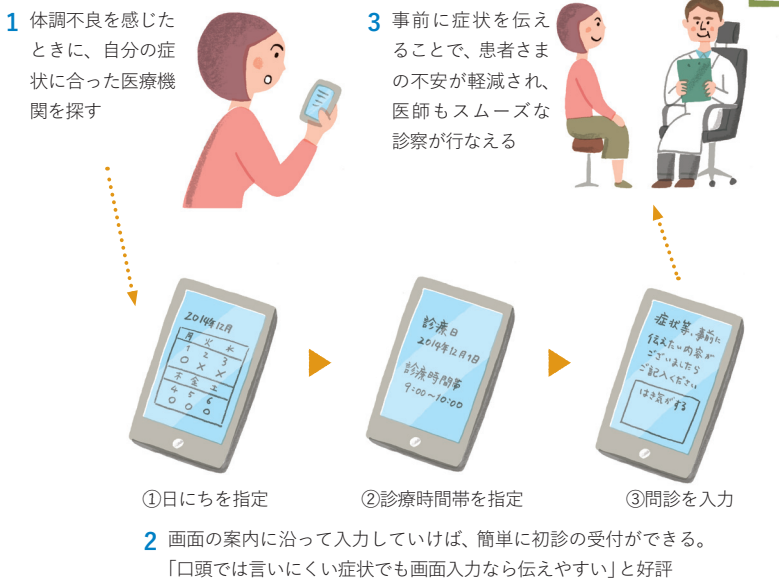 1 体調不良を感じた
ときに、自分の症
状に合った医療機
関を探す
3 事前に症状を伝え
ることで、患者さま
の不安が軽減され、
医師もスムーズな
診察が行なえる
2014年12月
月 火 水
1 2 3
○ × ×
木 金 土
4 5 6
○ ○ ○
診療日
2014年12月1日
診療時間帯
9:00~10:00
症状等、事前に
伝えたい内容が
ございましたら
ご記入ください
はき気がする
①日にちを指定
②診療時間帯を指定
③問診を入力
2 画面の案内に沿って入力していけば、簡単に初診の受付ができる。
「口頭では言いにくい症状でも画面入力なら伝えやすい」と好評